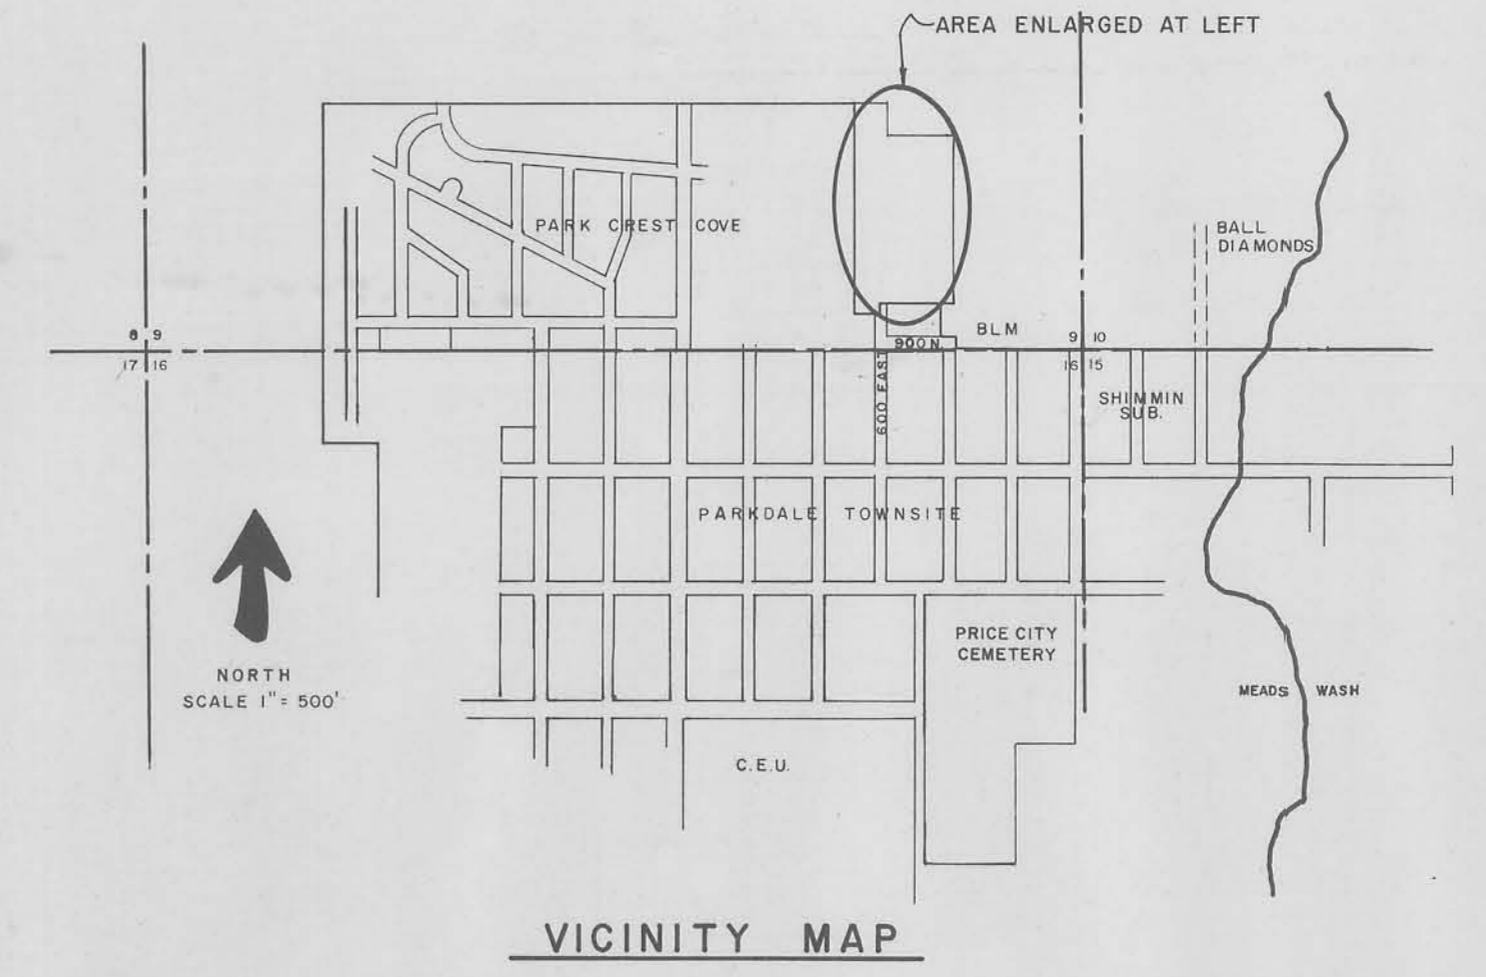 AREA ENLARGED AT LEFT
PARK CREST COVE
BALL
DIAMONDS
8 9
17 16
BLM
900 N.
9 10
16 15
600 EAST
SHIMMIN
SUB.
PARKDALE TOWNSITE
NORTH
SCALE 1" = 500'
PRICE CITY
CEMETERY
MEADS WASH
C.E.U.
VICINITY MAP